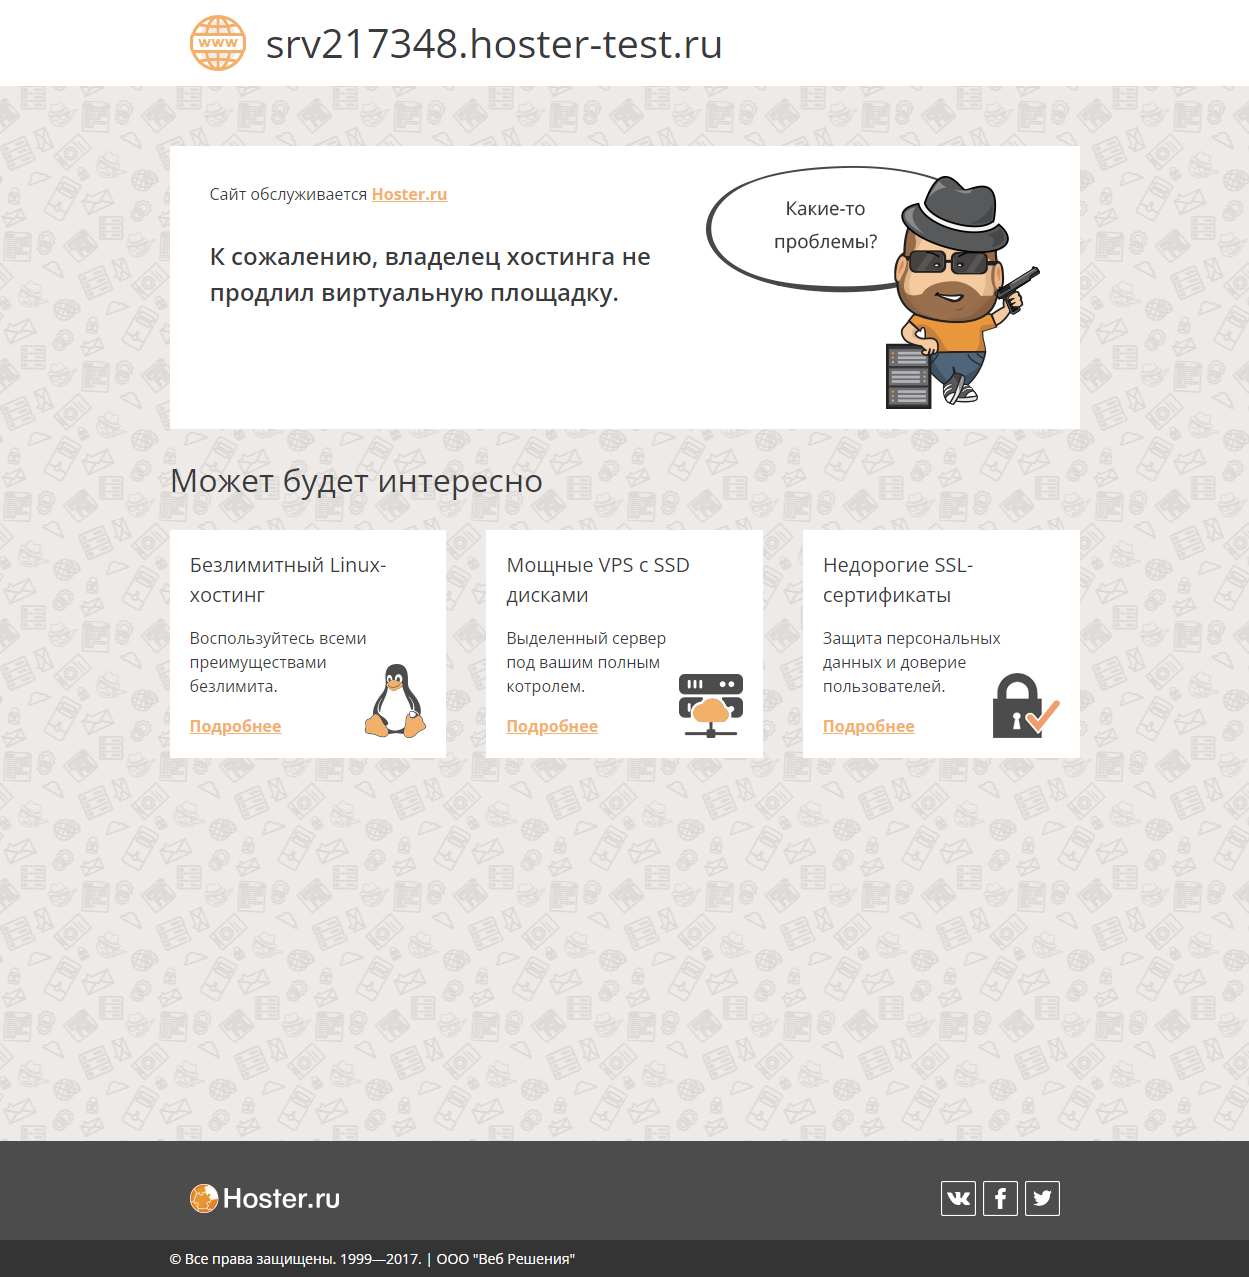 www
srv217348.hoster-test.ru
Сайт обслуживается Hoster.ru
К сожалению, владелец хостинга не
продлил виртуальную площадку.
Какие-то
проблемы?
Может будет интересно
Безлимитный Linux-
хостинг
Воспользуйтесь всеми
преимуществами
безлимита.
Подробнее
Мощные VPS с SSD
дисками
Выделенный сервер
под вашим полным
котролем.
Подробнее
Недорогие SSL-
сертификаты
Защита персональных
данных и доверие
пользователей.
Подробнее
Hoster.ru
© Все права защищены. 1999—2017. | ООО "Веб Решения"